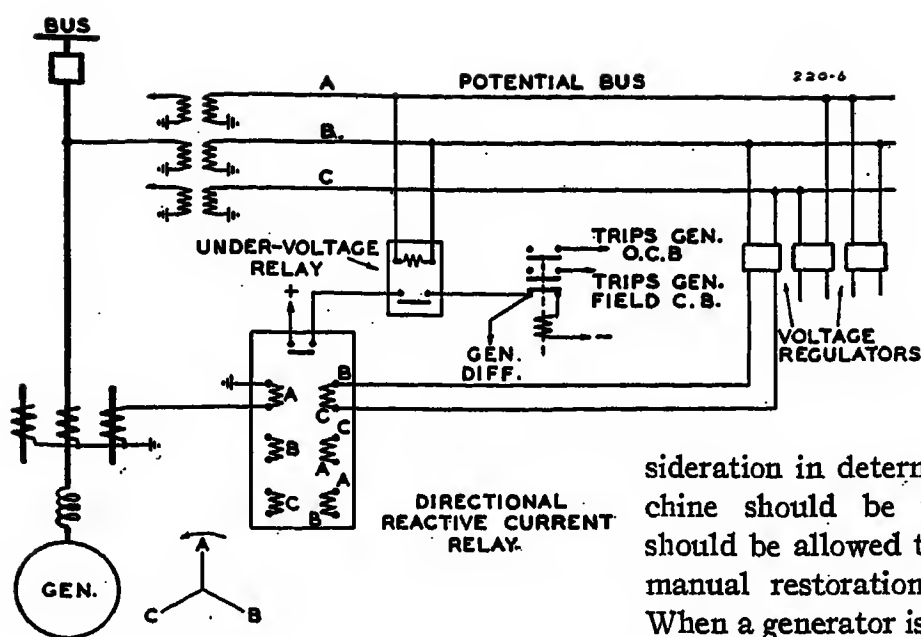 BUS
A
POTENTIAL BUS
220-6
B.
C
UNDER-VOLTAGE
RELAY
TRIPS GEN.
O.C.B
TRIPS GEN.
FIELD C.B.
+
−
GEN.
DIFF.
VOLTAGE
REGULATORS
B
A
C
C
B
A
A
C
B
DIRECTIONAL
REACTIVE CURRENT
RELAY.
GEN.
A
C
B
sideration in determ
chine should be
should be allowed t
manual restoration
When a generator is